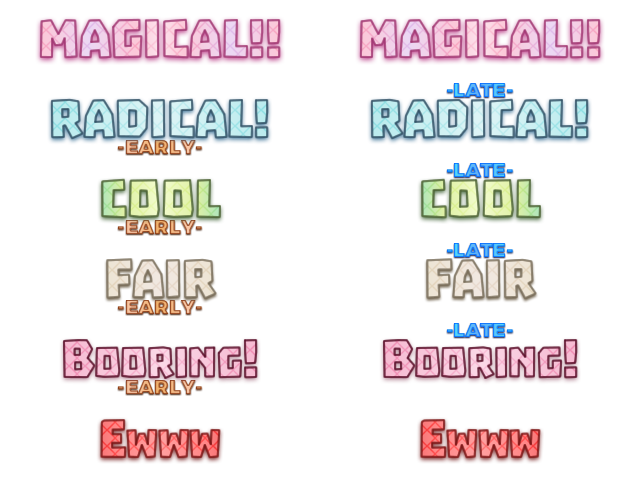 MAGICAL!! MAGICAL!!
-LATE-
RADICAL! RADICAL!
-EARLY-
-LATE-
COOL COOL
-EARLY-
-LATE-
FAIR FAIR
-EARLY-
-LATE-
BOORING! BOORING!
-EARLY-
EWWW EWWW